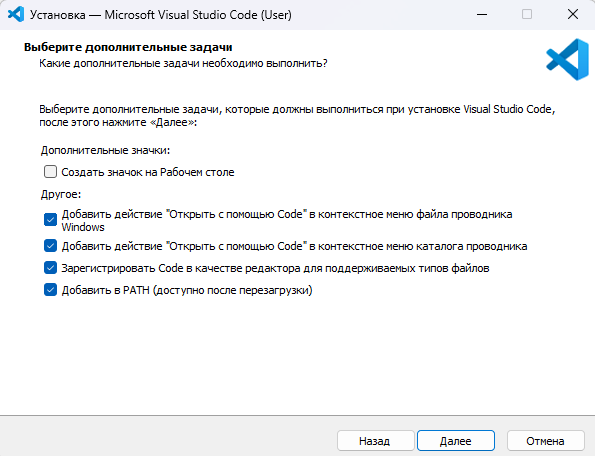 Установка — Microsoft Visual Studio Code (User)
Выберите дополнительные задачи
Какие дополнительные задачи необходимо выполнить?
Выберите дополнительные задачи, которые должны выполниться при установке Visual Studio Code,
после этого нажмите «Далее»:
Дополнительные значки:
Создать значок на Рабочем столе
Другое:
Добавить действие "Открыть с помощью Code" в контекстное меню файла проводника
Windows
Добавить действие "Открыть с помощью Code" в контекстное меню каталога проводника
Зарегистрировать Code в качестве редактора для поддерживаемых типов файлов
Добавить в PATH (доступно после перезагрузки)
Назад
Далее
Отмена